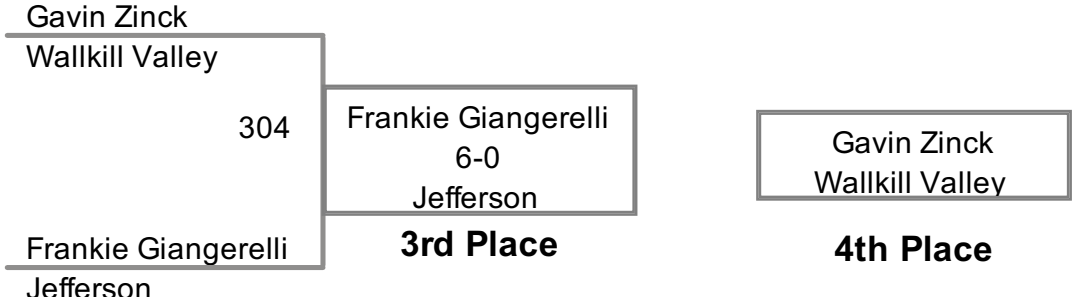 Gavin Zinck
Wallkill Valley
304
Frankie Giangerelli
Jefferson
Frankie Giangerelli
6-0
Jefferson
3rd Place
Gavin Zinck
Wallkill Valley
4th Place